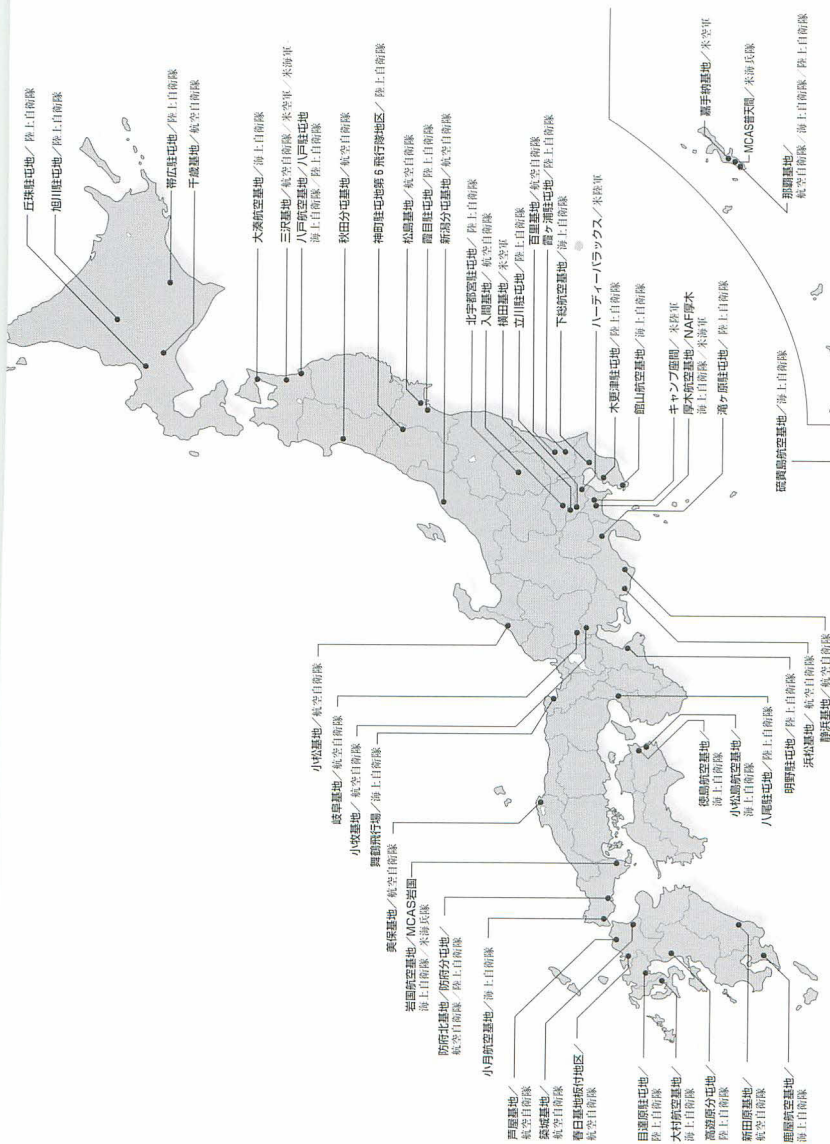 丘珠駐屯地／陸上自衛隊
旭川駐屯地／陸上自衛隊
帯広駐屯地／陸上自衛隊
千歳基地／航空自衛隊
大湊航空基地／海上自衛隊
三沢基地／航空自衛隊／米空軍／米海軍
八戸航空基地／八戸駐屯地
海上自衛隊／陸上自衛隊
秋田分屯基地／航空自衛隊
神町駐屯地第6飛行隊地区／陸上自衛隊
松島基地／航空自衛隊
霞目駐屯地／陸上自衛隊
新潟分屯基地／航空自衛隊
北宇都宮駐屯地／陸上自衛隊
入間基地／航空自衛隊
横田基地／米空軍
立川駐屯地／陸上自衛隊
百里基地／航空自衛隊
霞ヶ浦駐屯地／陸上自衛隊
下総航空基地／海上自衛隊
ハーディーバラックス／米陸軍
木更津駐屯地／陸上自衛隊
館山航空基地／海上自衛隊
キャンプ座間／米陸軍
厚木航空基地／NAF厚木
海上自衛隊／米海軍
滝ヶ原駐屯地／陸上自衛隊
小松基地／航空自衛隊
岐阜基地／航空自衛隊
小牧基地／航空自衛隊
舞鶴飛行場／海上自衛隊
美保基地／航空自衛隊
岩国航空基地／MCAS岩国
海上自衛隊／米海兵隊
防府北基地／防府分屯地／
航空自衛隊／陸上自衛隊
小月航空基地／海上自衛隊
芦屋基地／
航空自衛隊
築城基地／
航空自衛隊
春日基地板付地区／
航空自衛隊
目達原駐屯地／
陸上自衛隊
大村航空基地／
海上自衛隊
高遊原分屯地／
陸上自衛隊
新田原基地／
航空自衛隊
鹿屋航空基地／
海上自衛隊
徳島航空基地／
海上自衛隊
小松島航空基地／
海上自衛隊
八尾駐屯地／陸上自衛隊
明野駐屯地／陸上自衛隊
浜松基地／航空自衛隊
静浜基地／航空自衛隊
硫黄島航空基地／海上自衛隊
嘉手納基地／米空軍
MCAS普天間／米海兵隊
那覇基地／
航空自衛隊／海上自衛隊／陸上自衛隊